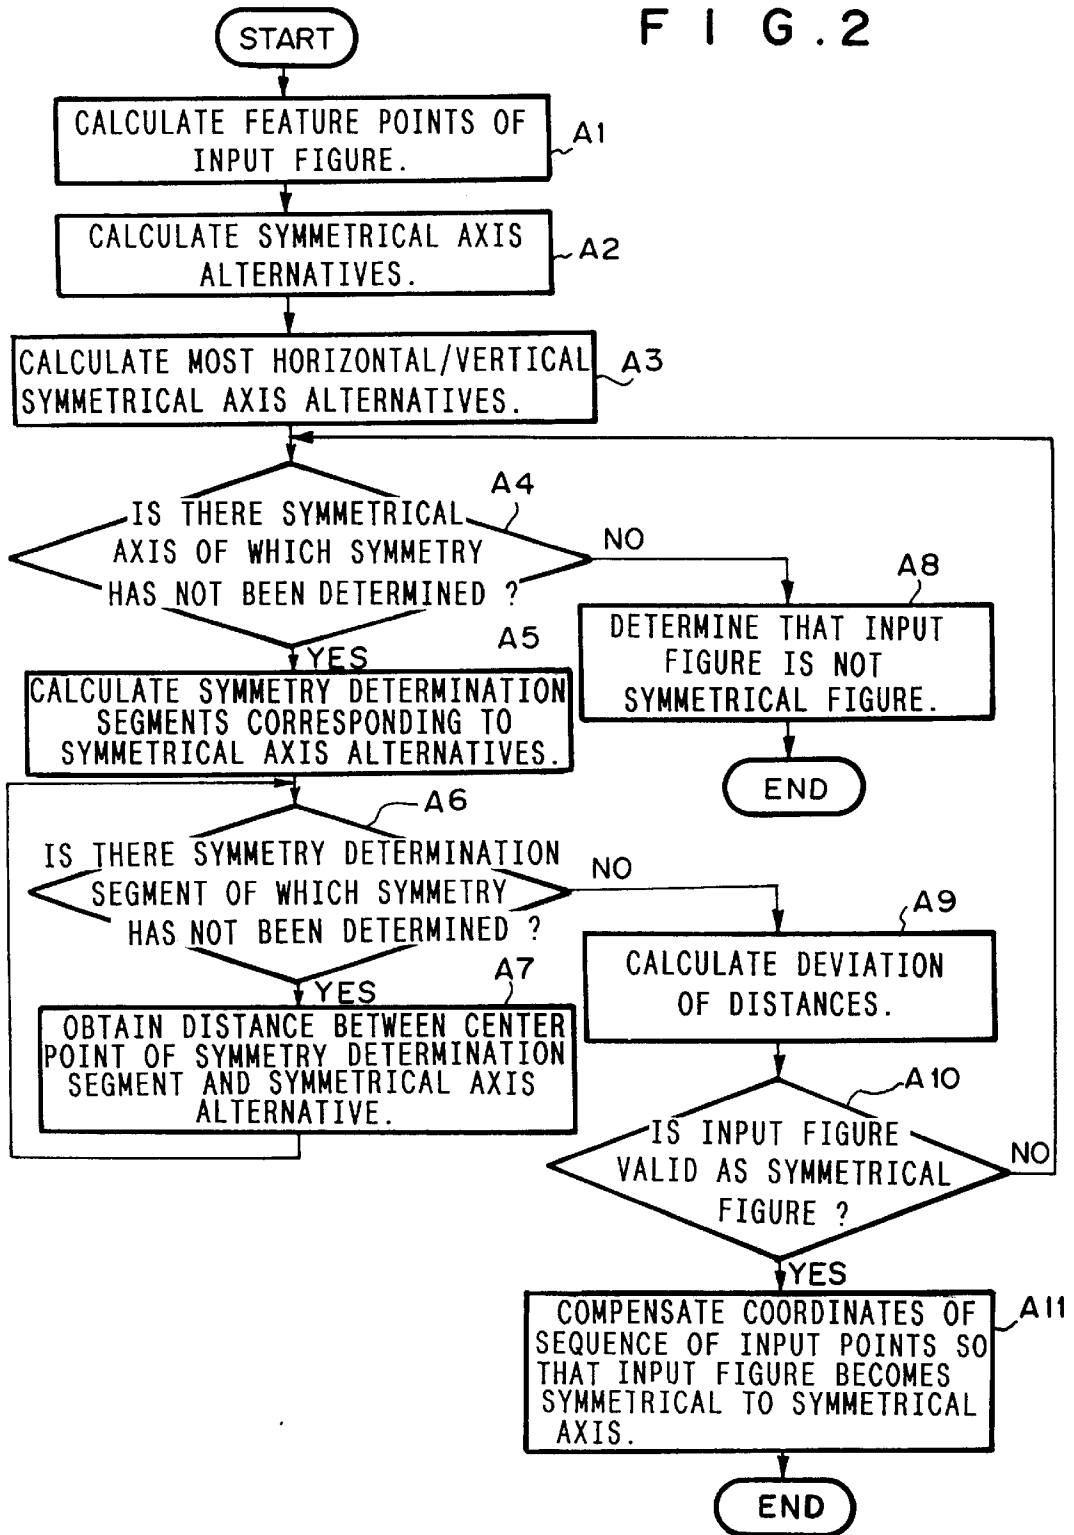 FIG.2
START
CALCULATE FEATURE POINTS OF
INPUT FIGURE.
A1
CALCULATE SYMMETRICAL AXIS
ALTERNATIVES.
A2
CALCULATE MOST HORIZONTAL/VERTICAL
SYMMETRICAL AXIS ALTERNATIVES.
A3
A4
IS THERE SYMMETRICAL
AXIS OF WHICH SYMMETRY
HAS NOT BEEN DETERMINED ?
NO
YES
A8
DETERMINE THAT INPUT
FIGURE IS NOT
SYMMETRICAL FIGURE.
END
A5
CALCULATE SYMMETRY DETERMINATION
SEGMENTS CORRESPONDING TO
SYMMETRICAL AXIS ALTERNATIVES.
A6
IS THERE SYMMETRY DETERMINATION
SEGMENT OF WHICH SYMMETRY
HAS NOT BEEN DETERMINED ?
NO
YES
A7
OBTAIN DISTANCE BETWEEN CENTER
POINT OF SYMMETRY DETERMINATION
SEGMENT AND SYMMETRICAL AXIS
ALTERNATIVE.
A9
CALCULATE DEVIATION
OF DISTANCES.
A10
IS INPUT FIGURE
VALID AS SYMMETRICAL
FIGURE ?
NO
YES
A11
COMPENSATE COORDINATES OF
SEQUENCE OF INPUT POINTS SO
THAT INPUT FIGURE BECOMES
SYMMETRICAL TO SYMMETRICAL
AXIS.
END